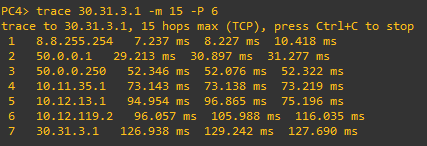 PC4> trace 30.31.3.1 -m 15 -P 6
trace to 30.31.3.1, 15 hops max (TCP), press Ctrl+C to stop
1 8.8.255.254 7.237 ms 8.227 ms 10.418 ms
2 50.0.0.1 29.213 ms 30.897 ms 31.277 ms
3 50.0.0.250 52.346 ms 52.076 ms 52.322 ms
4 10.11.35.1 73.143 ms 73.138 ms 73.219 ms
5 10.12.13.1 94.954 ms 96.865 ms 75.196 ms
6 10.12.119.2 96.057 ms 105.988 ms 116.035 ms
7 30.31.3.1 126.938 ms 129.242 ms 127.690 ms